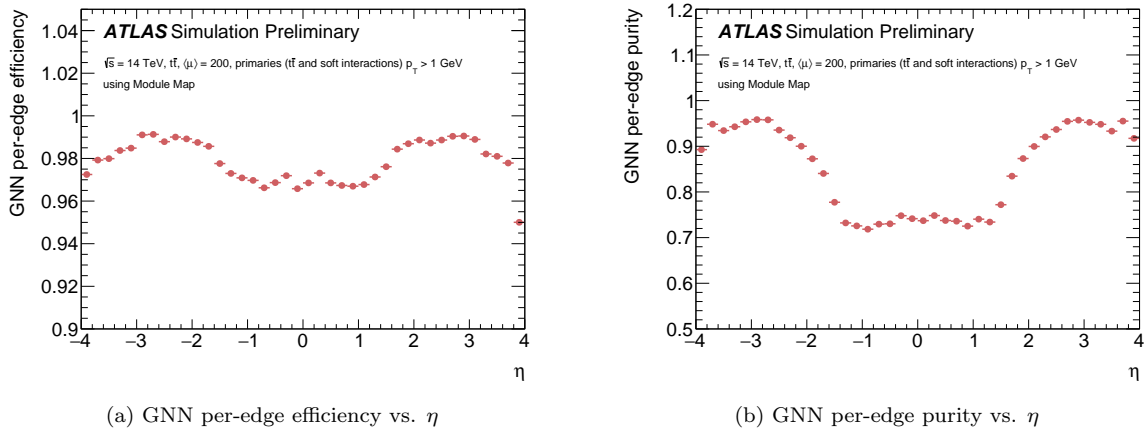 GNN per-edge efficiency
1.04
1.02
1
0.98
0.96
0.94
0.92
0.9
ATLAS Simulation Preliminary
√s = 14 TeV, tt̄, ⟨μ⟩ = 200, primaries (tt̄ and soft interactions) p_T > 1 GeV
using Module Map
−4 −3 −2 −1 0 1 2 3 4
η
(a) GNN per-edge efficiency vs. η
GNN per-edge purity
1.2
1.1
1
0.9
0.8
0.7
0.6
0.5
ATLAS Simulation Preliminary
√s = 14 TeV, tt̄, ⟨μ⟩ = 200, primaries (tt̄ and soft interactions) p_T > 1 GeV
using Module Map
−4 −3 −2 −1 0 1 2 3 4
η
(b) GNN per-edge purity vs. η